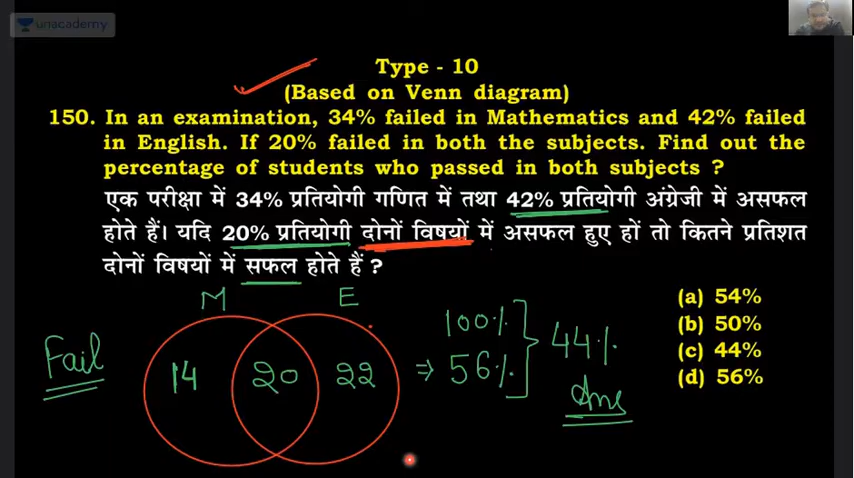 unacademy
Type - 10
(Based on Venn diagram)
150. In an examination, 34% failed in Mathematics and 42% failed
in English. If 20% failed in both the subjects. Find out the
percentage of students who passed in both subjects ?
एक परीक्षा में 34% प्रतियोगी गणित में तथा 42% प्रतियोगी अंग्रेजी में असफल
होते हैं। यदि 20% प्रतियोगी दोनों विषयों में असफल हुए हों तो कितने प्रतिशत
दोनों विषयों में सफल होते हैं ?
(a) 54%
(b) 50%
(c) 44%
(d) 56%
M E
Fail
14 20 22
100%
⇒ 56%
44%
Ans